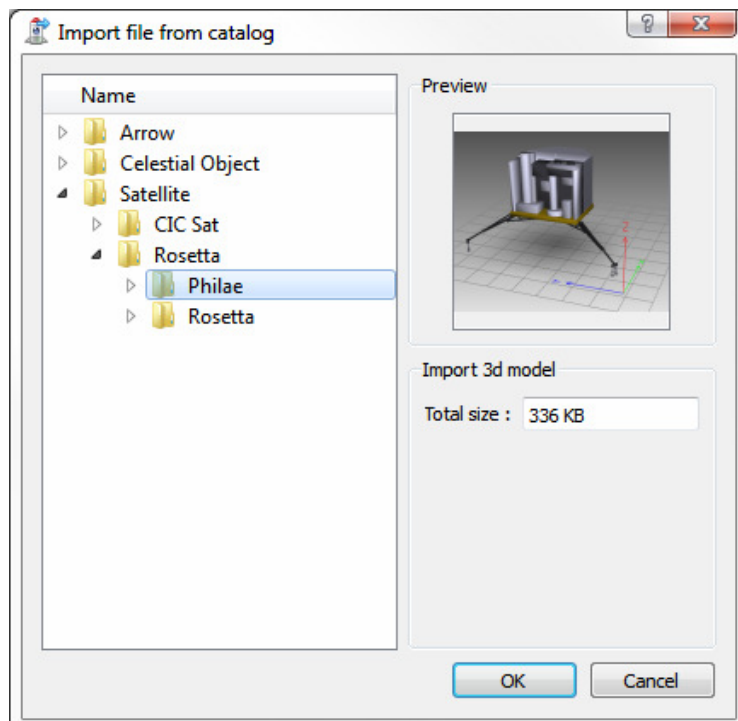 Import file from catalog
Name
Arrow
Celestial Object
Satellite
CIC Sat
Rosetta
Philae
Rosetta
Preview
Z
Import 3d model
Total size : 336 KB
OK
Cancel